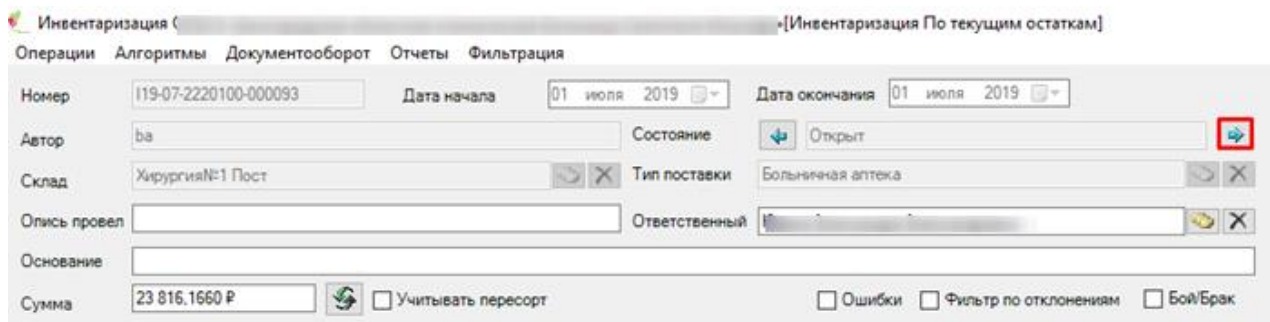 Инвентаризация ( »[Инвентаризация По текущим остаткам]
Операции Алгоритмы Документооборот Отчеты Фильтрация
Номер I19-07-2220100-000093 Дата начала 01 июля 2019 Дата окончания 01 июля 2019
Автор ba Состояние Открыт
Склад Хирургия№1 Пост Тип поставки Больничная аптека
Опись провел Ответственный
Основание
Сумма 23 816,1660 ₽ Учитывать пересорт Ошибки Фильтр по отклонениям Бой/Брак